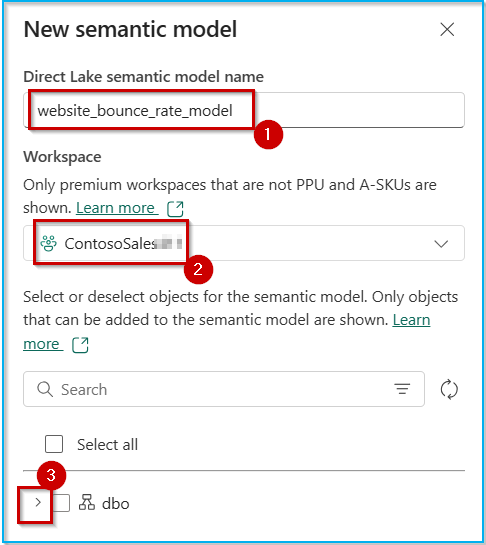 New semantic model
Direct Lake semantic model name
website_bounce_rate_model
1
Workspace
Only premium workspaces that are not PPU and A-SKUs are
shown. Learn more
ContosoSales
2
Select or deselect objects for the semantic model. Only objects
that can be added to the semantic model are shown. Learn
more
Search
Select all
3
dbo